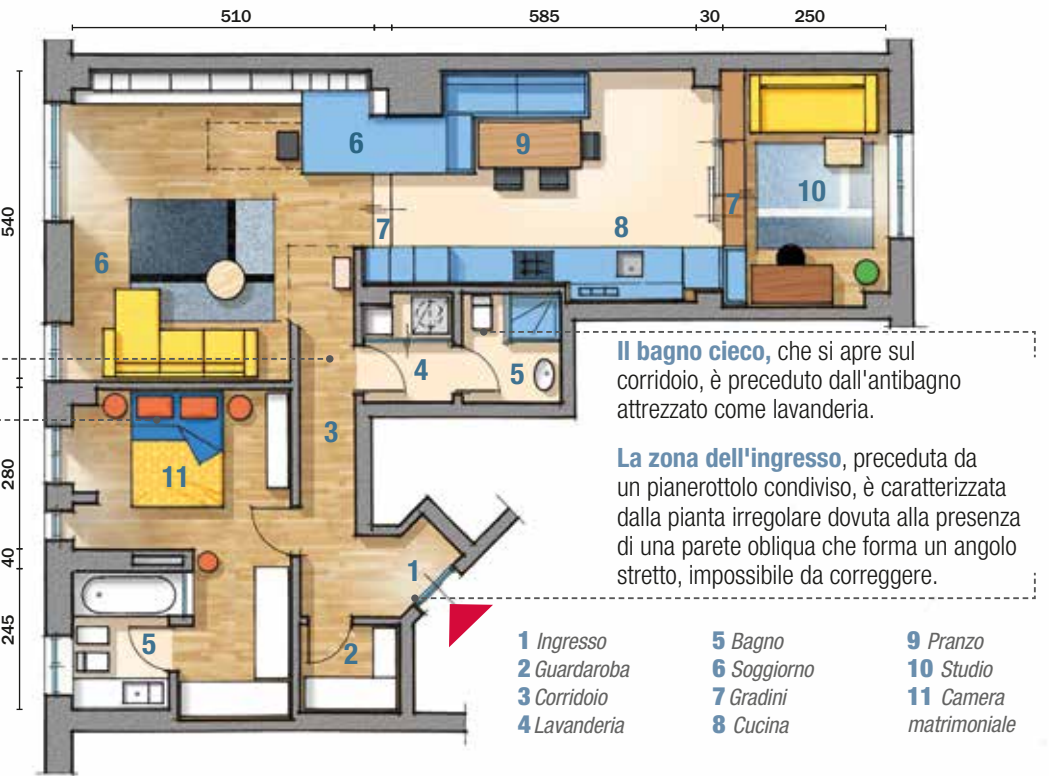 510 585 30 250
540
280
40
245
6
9
10
7
7
8
6
4
5
3
11
1
5
2
Il bagno cieco, che si apre sul
corridoio, è preceduto dall'antibagno
attrezzato come lavanderia.
La zona dell'ingresso, preceduta da
un pianerottolo condiviso, è caratterizzata
dalla pianta irregolare dovuta alla presenza
di una parete obliqua che forma un angolo
stretto, impossibile da correggere.
1 Ingresso
2 Guardaroba
3 Corridoio
4 Lavanderia
5 Bagno
6 Soggiorno
7 Gradini
8 Cucina
9 Pranzo
10 Studio
11 Camera
matrimoniale